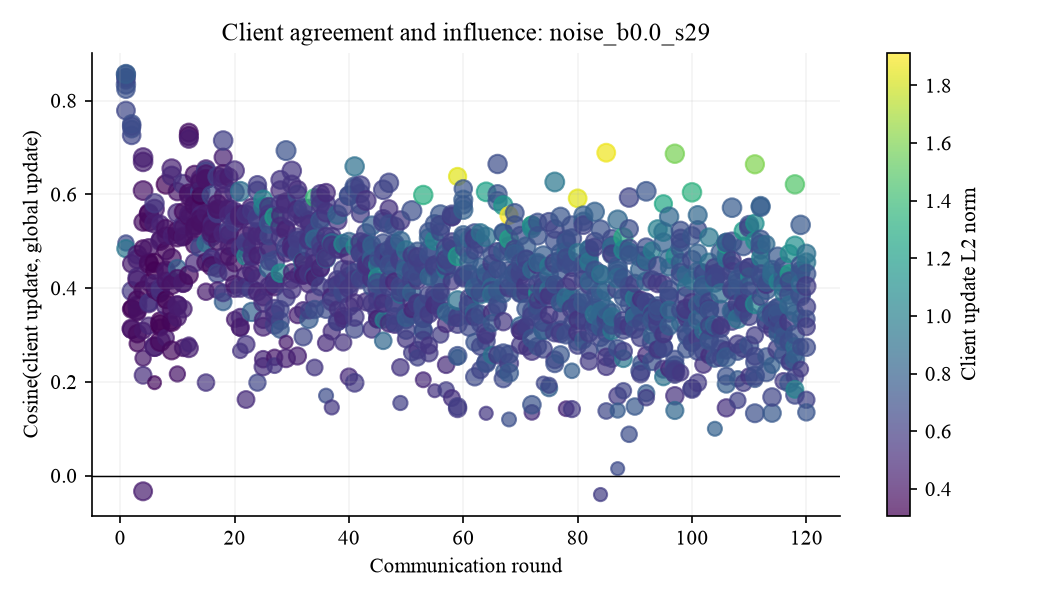 Client agreement and influence: noise_b0.0_s29
Cosine(client update, global update)
0.8
0.6
0.4
0.2
0.0
0 20 40 60 80 100 120
Communication round
1.8
1.6
1.4
1.2
1.0
0.8
0.6
0.4
Client update L2 norm